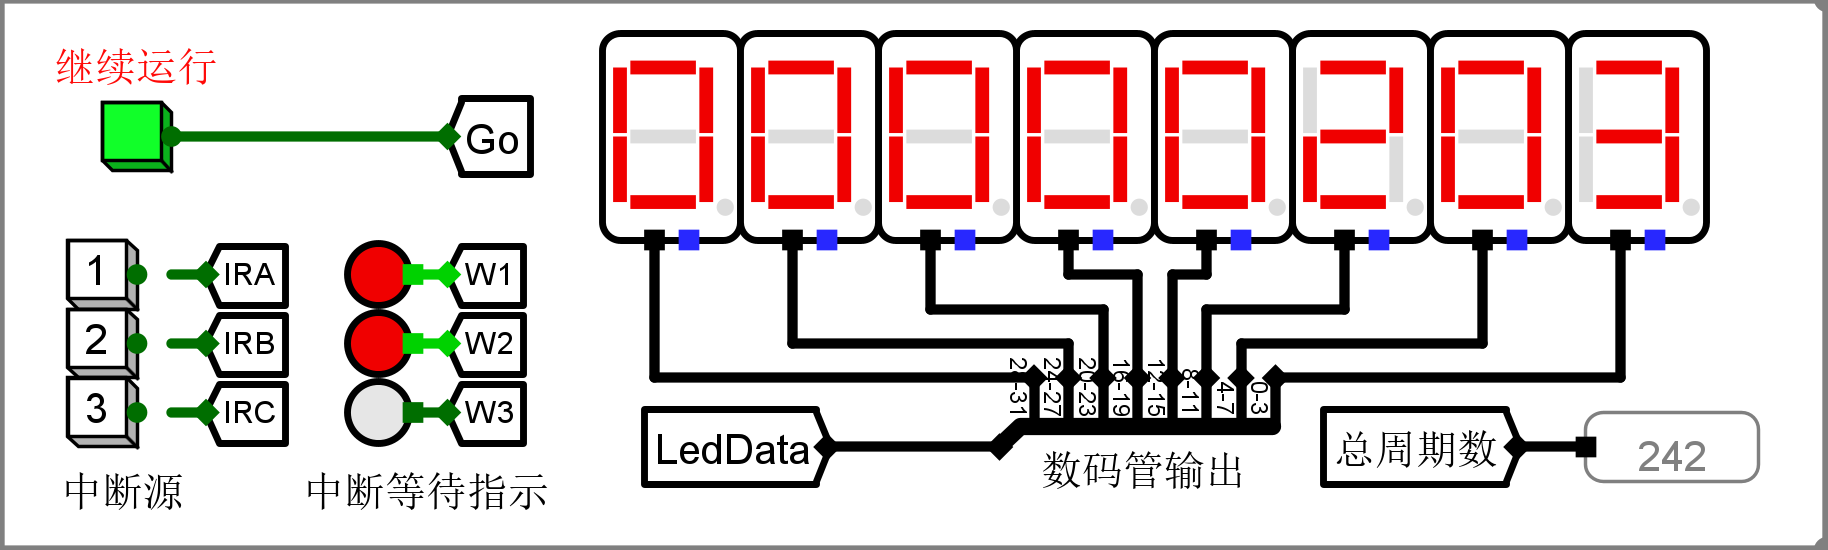 继续运行
Go
00000203
1 IRA W1
2 IRB W2
3 IRC W3
中断源 中断等待指示
28-31 24-27 20-23 16-19 12-15 8-11 4-7 0-3
LedData
数码管输出
总周期数 242